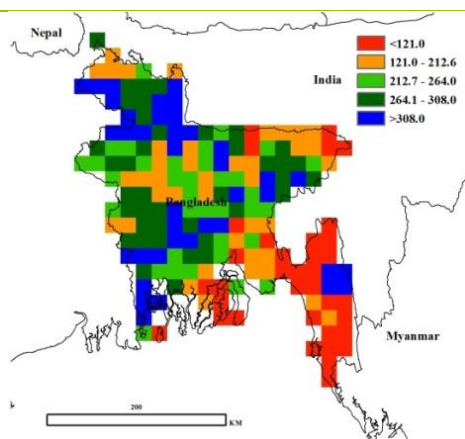 Nepal
India
<121.0
121.0 - 212.6
212.7 - 264.0
264.1 - 308.0
>308.0
Bangladesh
Myanmar
b
200
KM